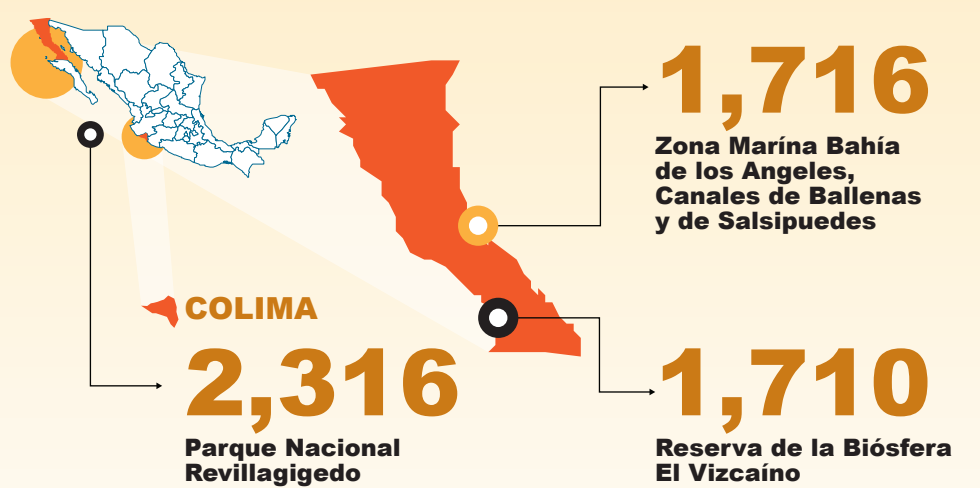 1,716
Zona Marína Bahía
de los Angeles,
Canales de Ballenas
y de Salsipuedes
COLIMA
2,316
Parque Nacional
Revillagigedo
1,710
Reserva de la Biósfera
El Vizcaíno